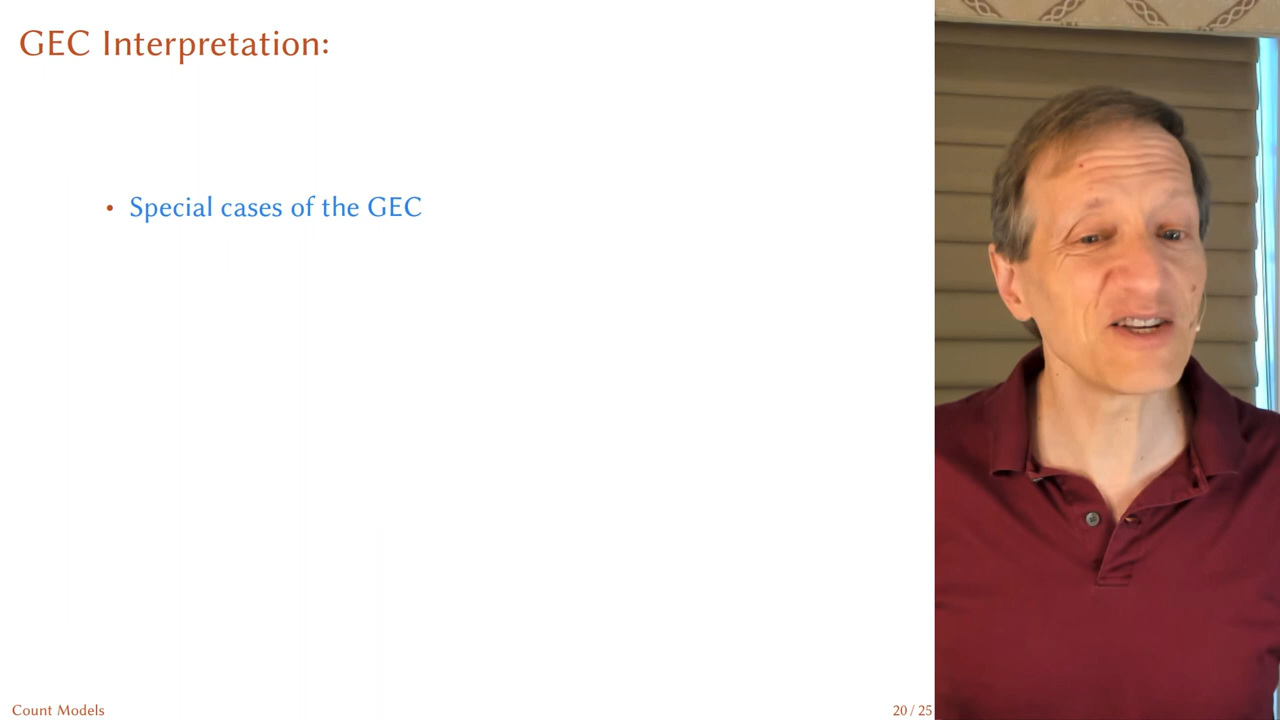 GEC Interpretation:
• Special cases of the GEC
Count Models
20 / 25